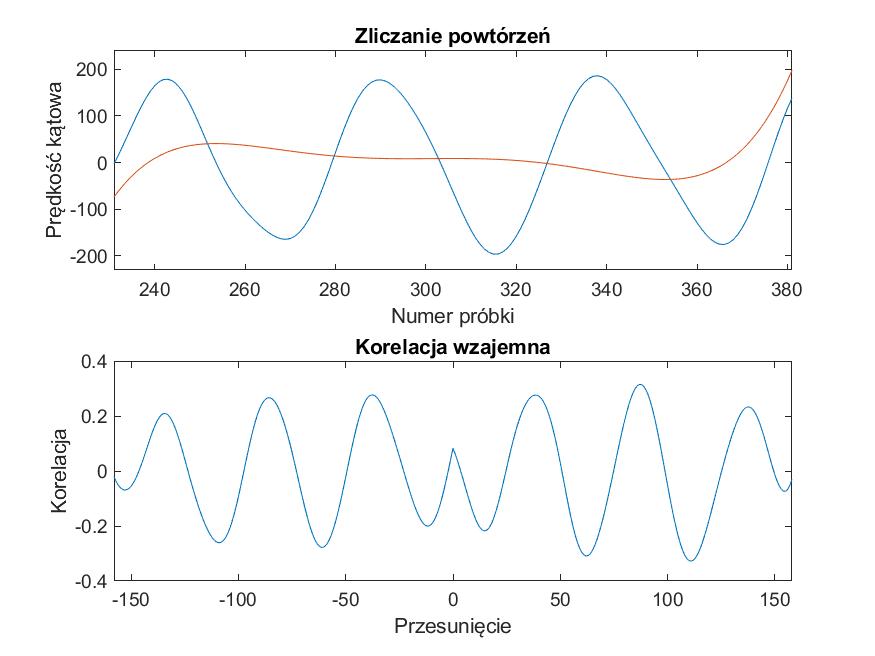 Zliczanie powtórzeń
200
100
0
-100
-200
Prędkość kątowa
240 260 280 300 320 340 360 380
Numer próbki
Korelacja wzajemna
0.4
0.2
0
-0.2
-0.4
Korelacja
-150 -100 -50 0 50 100 150
Przesunięcie